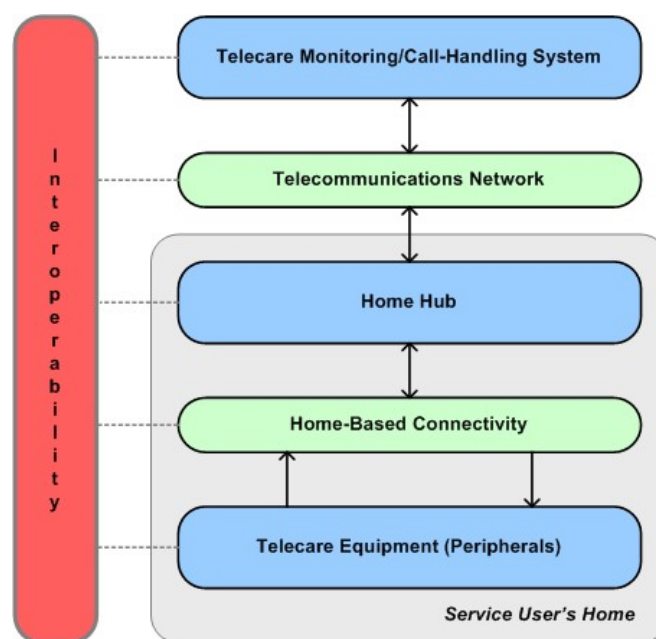 Interoperability
Telecare Monitoring/Call-Handling System
Telecommunications Network
Home Hub
Home-Based Connectivity
Telecare Equipment (Peripherals)
Service User's Home